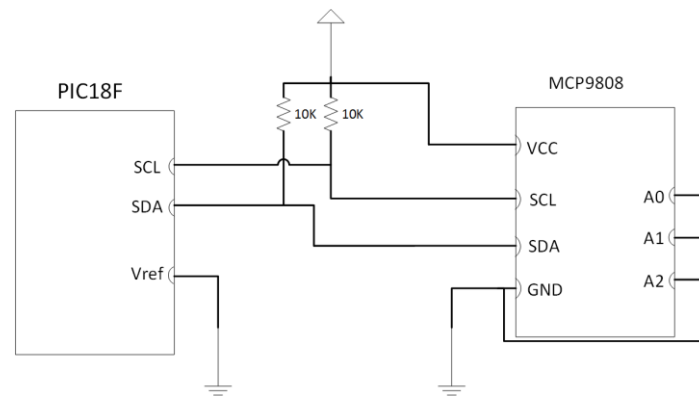 PIC18F
MCP9808
10K
10K
VCC
SCL
SCL
A0
SDA
A1
SDA
Vref
A2
GND